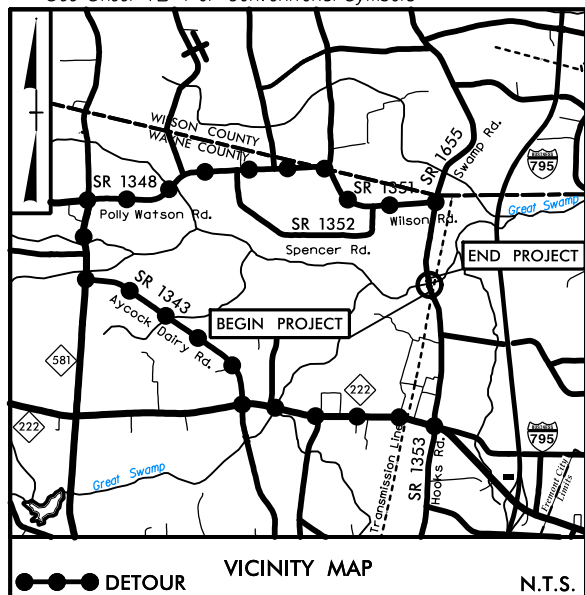 WILSON COUNTY
WAYNE COUNTY
SR 1655
Swamp Rd.
BUSINESS
795
SR 1348
SR 1351
Great Swamp
Polly Watson Rd.
SR 1352
Wilson Rd.
Spencer Rd.
END PROJECT
SR 1343
Aycock Dairy Rd.
BEGIN PROJECT
581
222
222
BUSINESS
795
Great Swamp
Transmission Line
SR 1353
Hooks Rd.
Fremont City
Limits
VICINITY MAP
DETOUR
N.T.S.